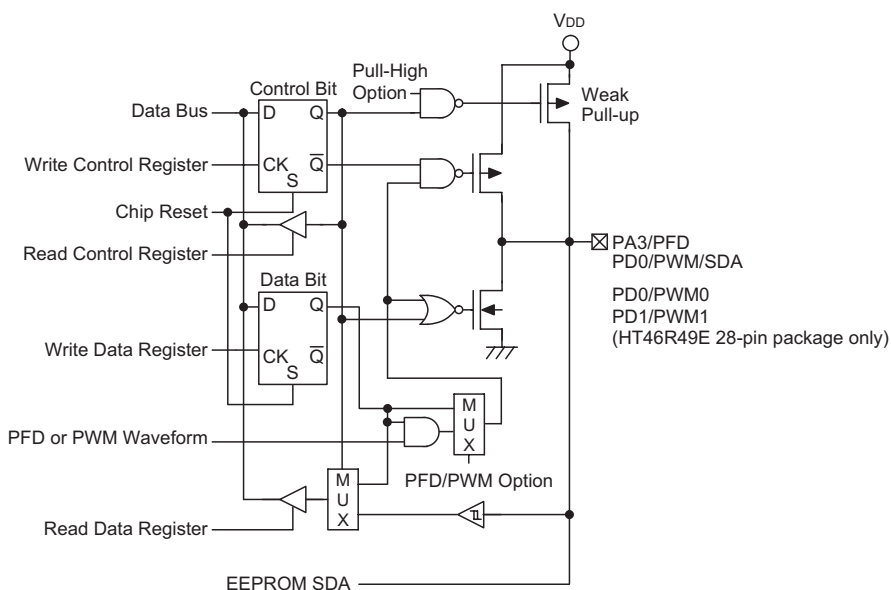 VDD
Pull-High
Option
Control Bit
Weak
Pull-up
Data Bus
D Q
Write Control Register
CK Q
S
Chip Reset
Read Control Register
PA3/PFD
PD0/PWM/SDA
Data Bit
D Q
PD0/PWM0
PD1/PWM1
(HT46R49E 28-pin package only)
Write Data Register
CK Q
S
M
U
X
PFD or PWM Waveform
PFD/PWM Option
M
U
X
Read Data Register
EEPROM SDA